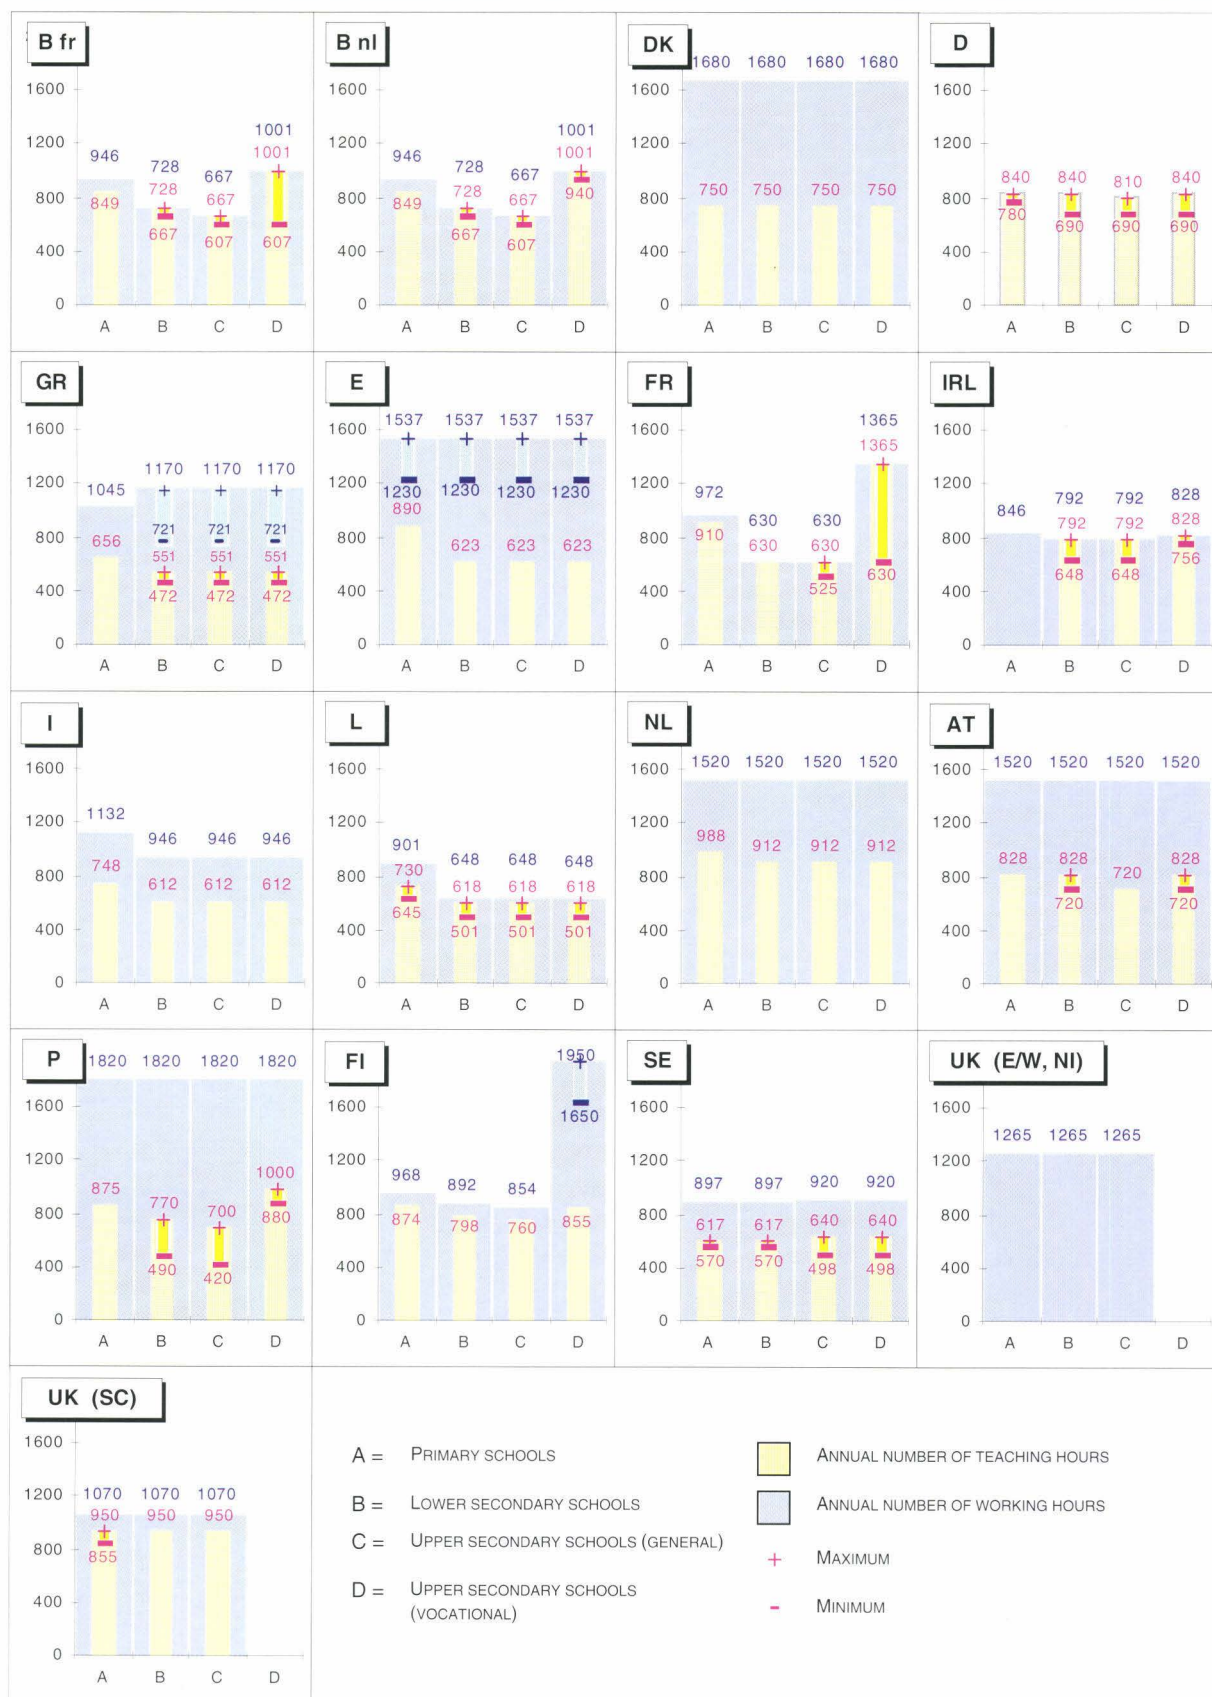 B fr
1600
1200
800
400
0
946
849
728
728
667
667
667
607
1001
1001
607
A B C D
B nl
1600
1200
800
400
0
946
849
728
728
667
667
667
607
1001
1001
940
A B C D
DK
1680 1680 1680 1680
1600
1200
800
400
0
750 750 750 750
A B C D
D
1600
1200
800
400
0
840 840 810 840
780 690 690 690
A B C D
GR
1600
1200
800
400
0
1045 1170 1170 1170
656
721 721 721
551 551 551
472 472 472
A B C D
E
1537 1537 1537 1537
1600
1200
800
400
0
1230 1230 1230 1230
890 623 623 623
A B C D
FR
1600
1200
800
400
0
972 630 630 1365
910 630 630 1365
525 630
A B C D
IRL
1600
1200
800
400
0
846 792 792 828
792 792 828
648 648 756
A B C D
I
1600
1200
800
400
0
1132 946 946 946
748 612 612 612
A B C D
L
1600
1200
800
400
0
901 648 648 648
730 618 618 618
645 501 501 501
A B C D
NL
1520 1520 1520 1520
1600
1200
800
400
0
988 912 912 912
A B C D
AT
1520 1520 1520 1520
1600
1200
800
400
0
828 828 720 828
720 720
A B C D
P
1820 1820 1820 1820
1600
1200
800
400
0
875 770 700 1000
490 420 880
A B C D
FI
1950
1650
1600
1200
800
400
0
968 892 854
874 798 760 855
A B C D
SE
1600
1200
800
400
0
897 897 920 920
617 617 640 640
570 570 498 498
A B C D
UK (E/W, NI)
1600
1200
800
400
0
1265 1265 1265
A B C D
UK (SC)
1600
1200
800
400
0
1070 1070 1070
950 950 950
855
A B C D
A = PRIMARY SCHOOLS
B = LOWER SECONDARY SCHOOLS
C = UPPER SECONDARY SCHOOLS (GENERAL)
D = UPPER SECONDARY SCHOOLS
(VOCATIONAL)
ANNUAL NUMBER OF TEACHING HOURS
ANNUAL NUMBER OF WORKING HOURS
+ MAXIMUM
- MINIMUM